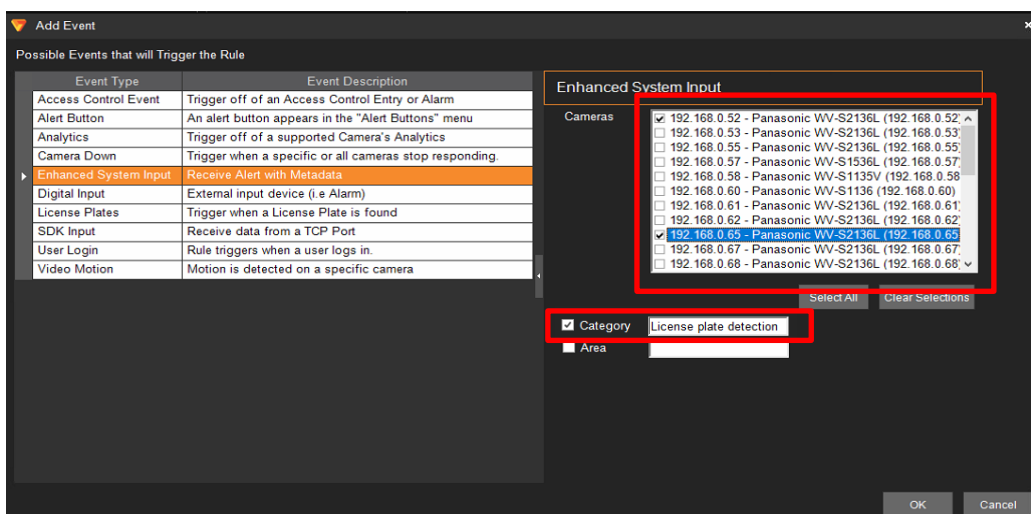 Add Event
Possible Events that will Trigger the Rule
Event Type Event Description
Access Control Event Trigger off of an Access Control Entry or Alarm
Alert Button An alert button appears in the "Alert Buttons" menu
Analytics Trigger off of a supported Camera's Analytics
Camera Down Trigger when a specific or all cameras stop responding.
Enhanced System Input Receive Alert with Metadata
Digital Input External input device (i.e Alarm)
License Plates Trigger when a License Plate is found
SDK Input Receive data from a TCP Port
User Login Rule triggers when a user logs in.
Video Motion Motion is detected on a specific camera
Enhanced System Input
Cameras
192.168.0.52 - Panasonic WV-S2136L (192.168.0.52)
192.168.0.53 - Panasonic WV-S2136L (192.168.0.53
192.168.0.55 - Panasonic WV-S2136L (192.168.0.55
192.168.0.57 - Panasonic WV-S1536L (192.168.0.57
192.168.0.58 - Panasonic WV-S1135V (192.168.0.58
192.168.0.60 - Panasonic WV-S1136 (192.168.0.60)
192.168.0.61 - Panasonic WV-S2136L (192.168.0.61
192.168.0.62 - Panasonic WV-S2136L (192.168.0.62
192.168.0.65 - Panasonic WV-S2136L (192.168.0.65
192.168.0.67 - Panasonic WV-S2136L (192.168.0.67
192.168.0.68 - Panasonic WV-S2136L (192.168.0.68
Select All Clear Selections
Category License plate detection
Area
OK Cancel